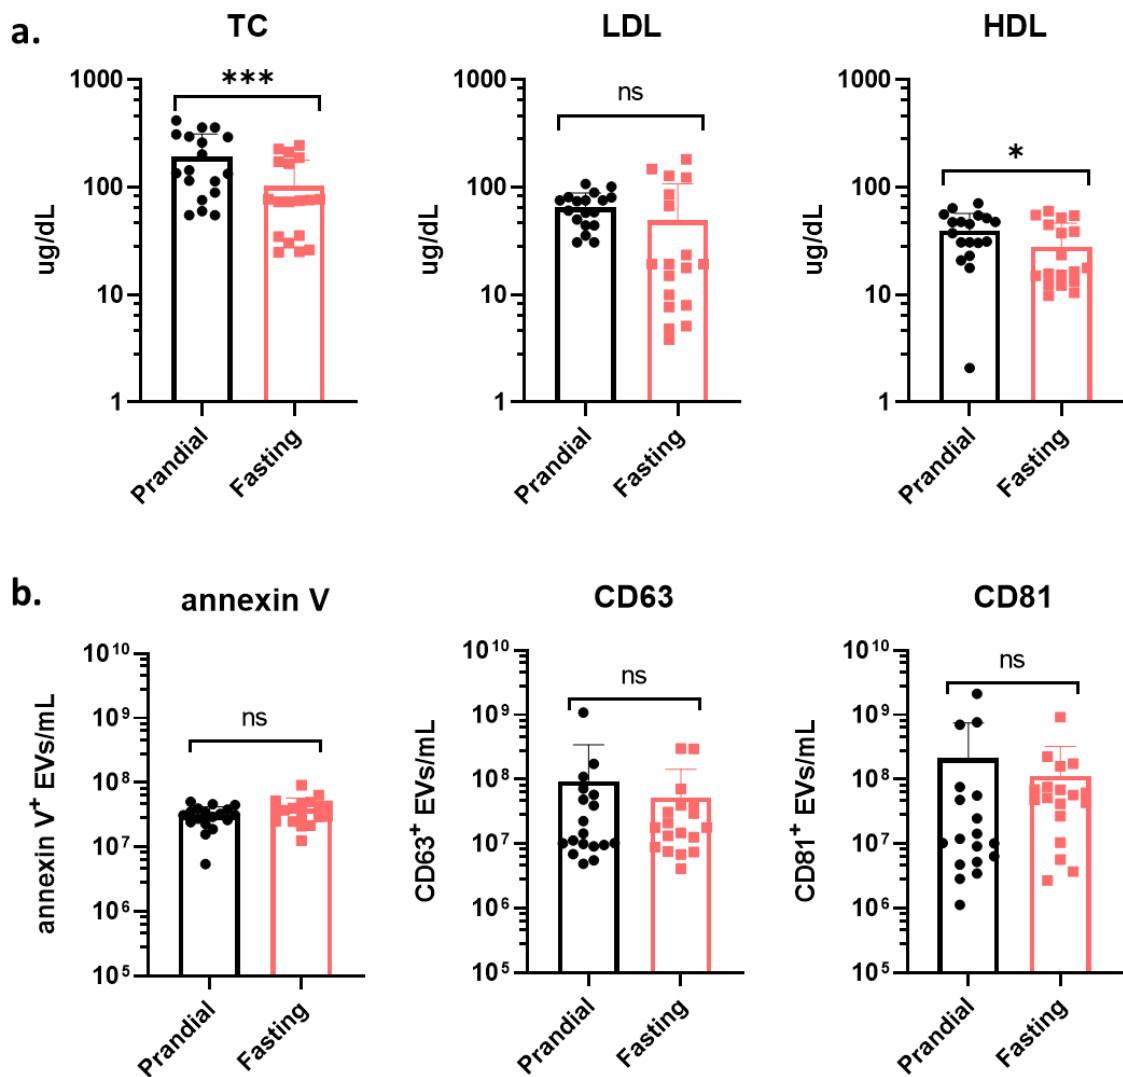 a.
TC
LDL
HDL
1000
100
10
1
ug/dL
***
Prandial
Fasting
1000
100
10
1
ug/dL
ns
Prandial
Fasting
1000
100
10
1
ug/dL
*
Prandial
Fasting
b.
annexin V
CD63
CD81
10¹⁰
10⁹
10⁸
10⁷
10⁶
10⁵
annexin V⁺ EVs/mL
ns
Prandial
Fasting
10¹⁰
10⁹
10⁸
10⁷
10⁶
10⁵
CD63⁺ EVs/mL
ns
Prandial
Fasting
10¹⁰
10⁹
10⁸
10⁷
10⁶
10⁵
CD81⁺ EVs/mL
ns
Prandial
Fasting